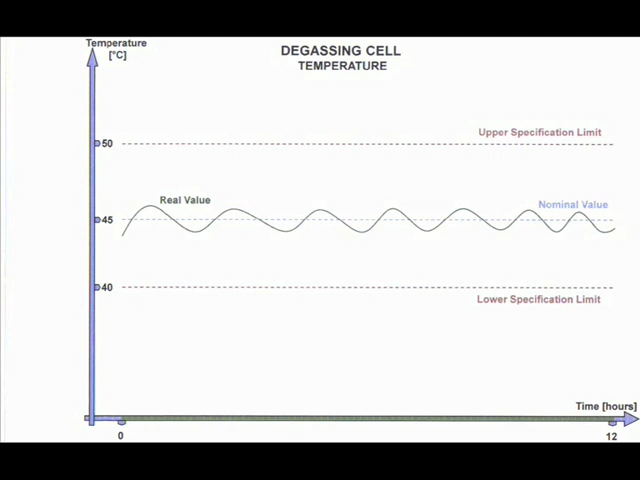 Temperature
[°C]
DEGASSING CELL
TEMPERATURE
Upper Specification Limit
50
Real Value
Nominal Value
45
40
Lower Specification Limit
Time [hours]
0
12